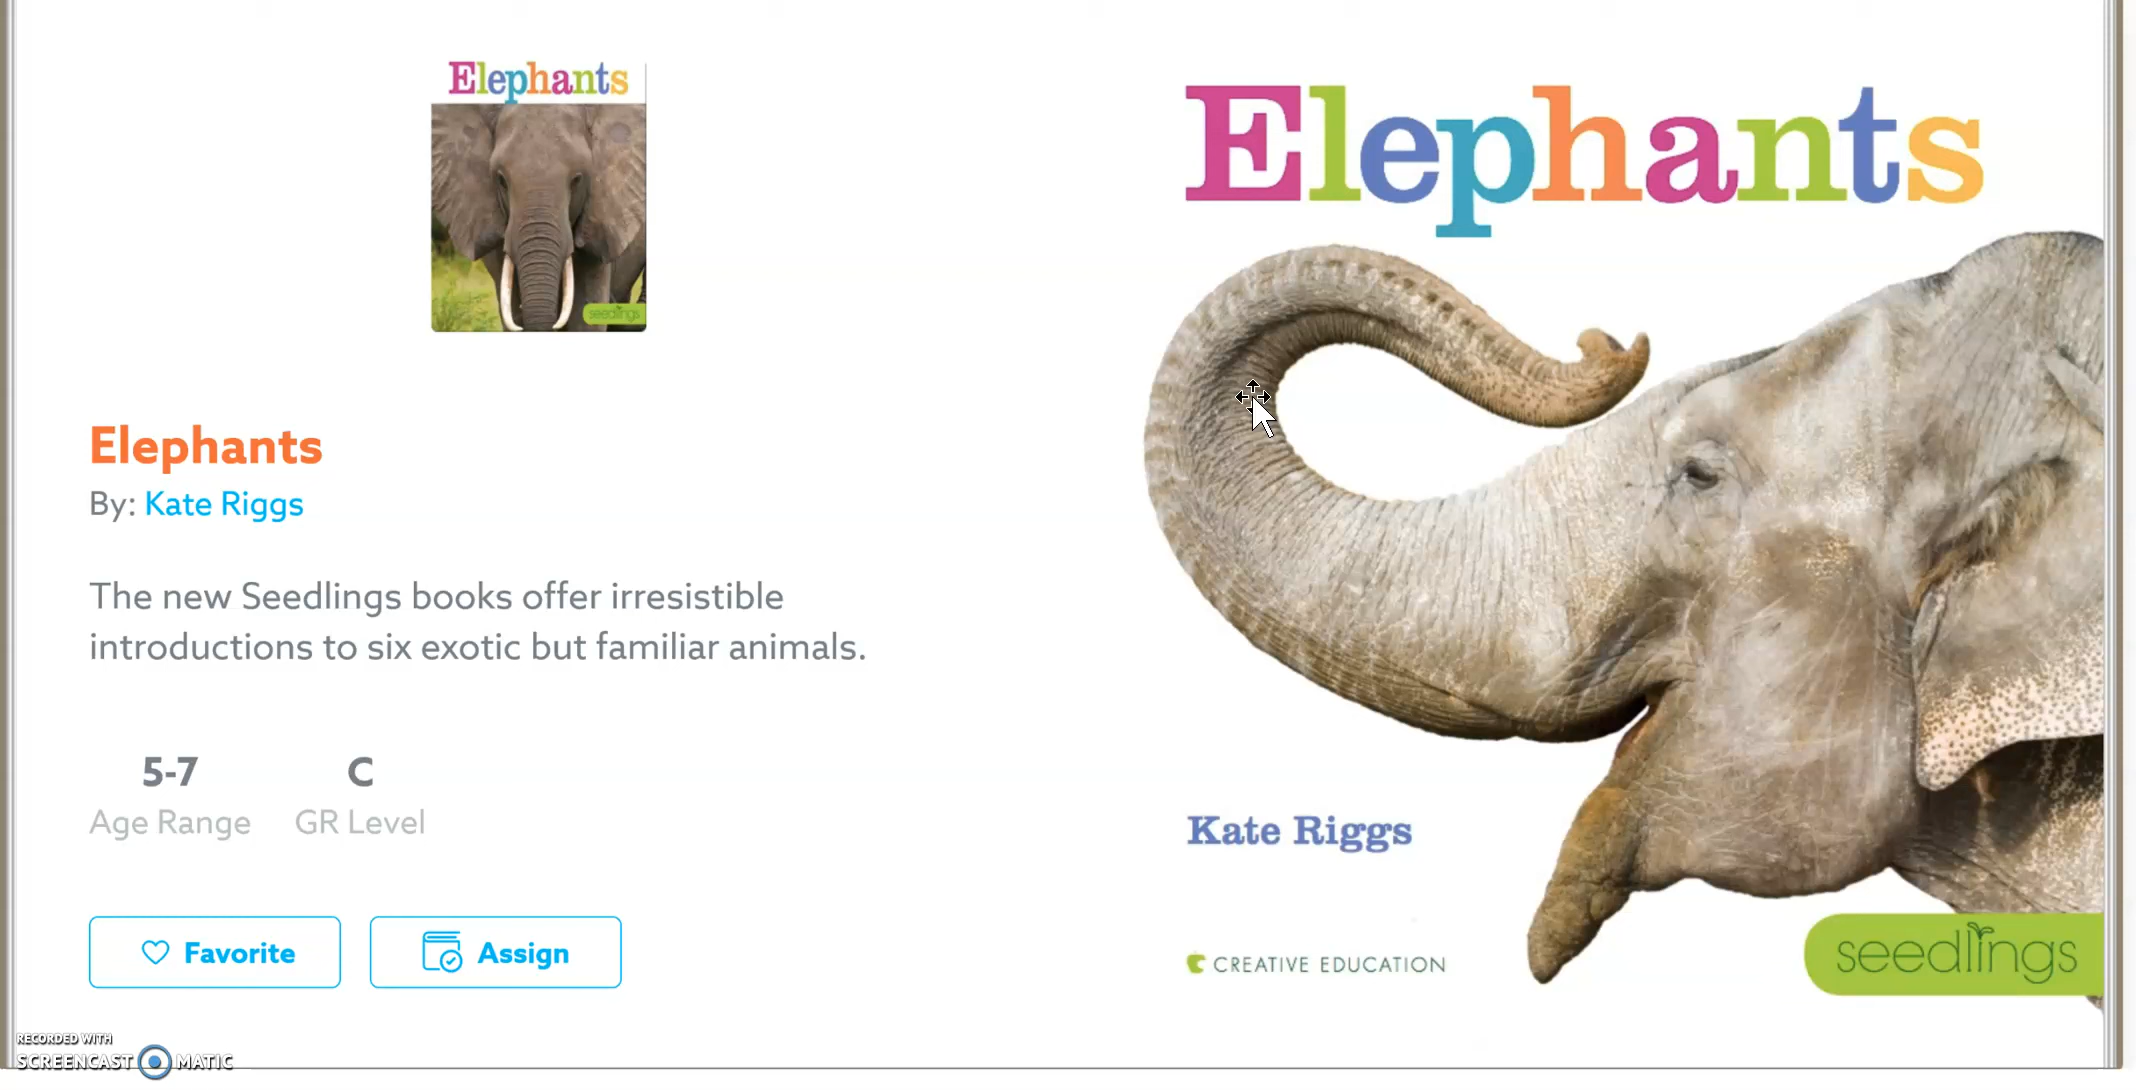 Elephants
seedlings
Elephants
By: Kate Riggs
The new Seedlings books offer irresistible
introductions to six exotic but familiar animals.
5-7
Age Range
C
GR Level
Favorite
Assign
RECORDED WITH
SCREENCAST MATIC
Elephants
Kate Riggs
CREATIVE EDUCATION
seedlings